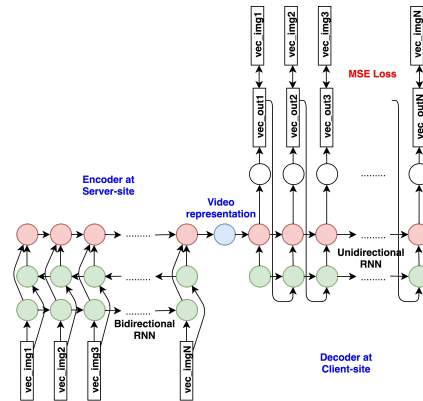 vec_img1
vec_img2
vec_img3
vec_imgN
MSE Loss
vec_out1
vec_out2
vec_out3
vec_outN
.........
Encoder at
Server-site
Video
representation
.........
.........
Unidirectional
RNN
.........
.........
.........
Bidirectional
RNN
vec_img1
vec_img2
vec_img3
vec_imgN
Decoder at
Client-site